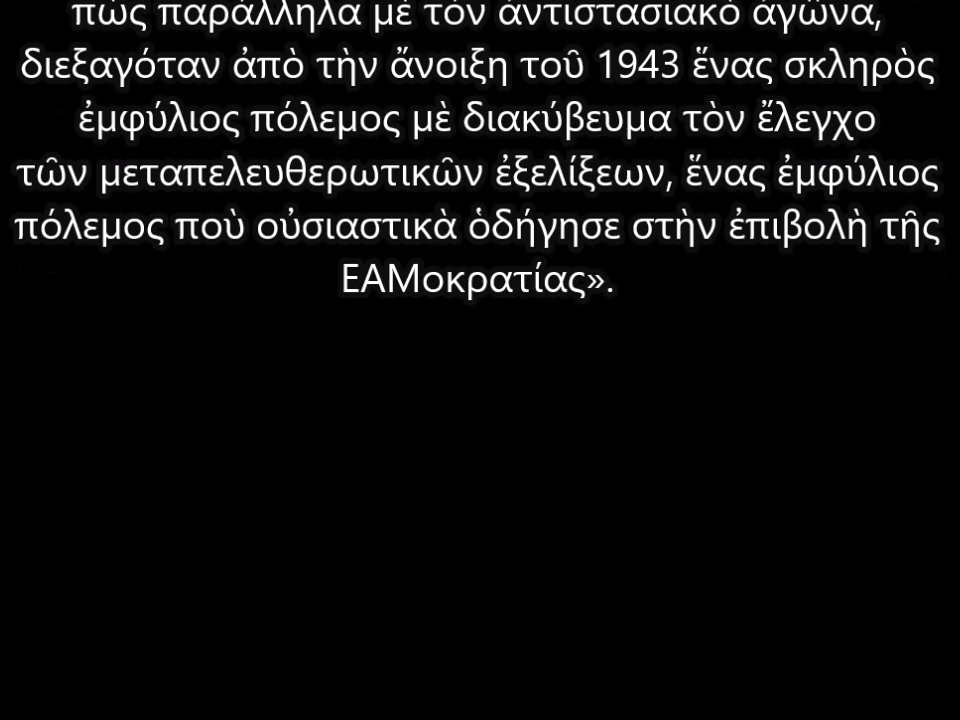 πὼς παράλληλα μὲ τὸν ἀντιστασιακὸ ἀγῶνα,
διεξαγόταν ἀπὸ τὴν ἄνοιξη τοῦ 1943 ἕνας σκληρὸς
ἐμφύλιος πόλεμος μὲ διακύβευμα τὸν ἔλεγχο
τῶν μεταπελευθερωτικῶν ἐξελίξεων, ἕνας ἐμφύλιος
πόλεμος ποὺ οὐσιαστικὰ ὁδήγησε στὴν ἐπιβολὴ τῆς
ΕΑΜοκρατίας».